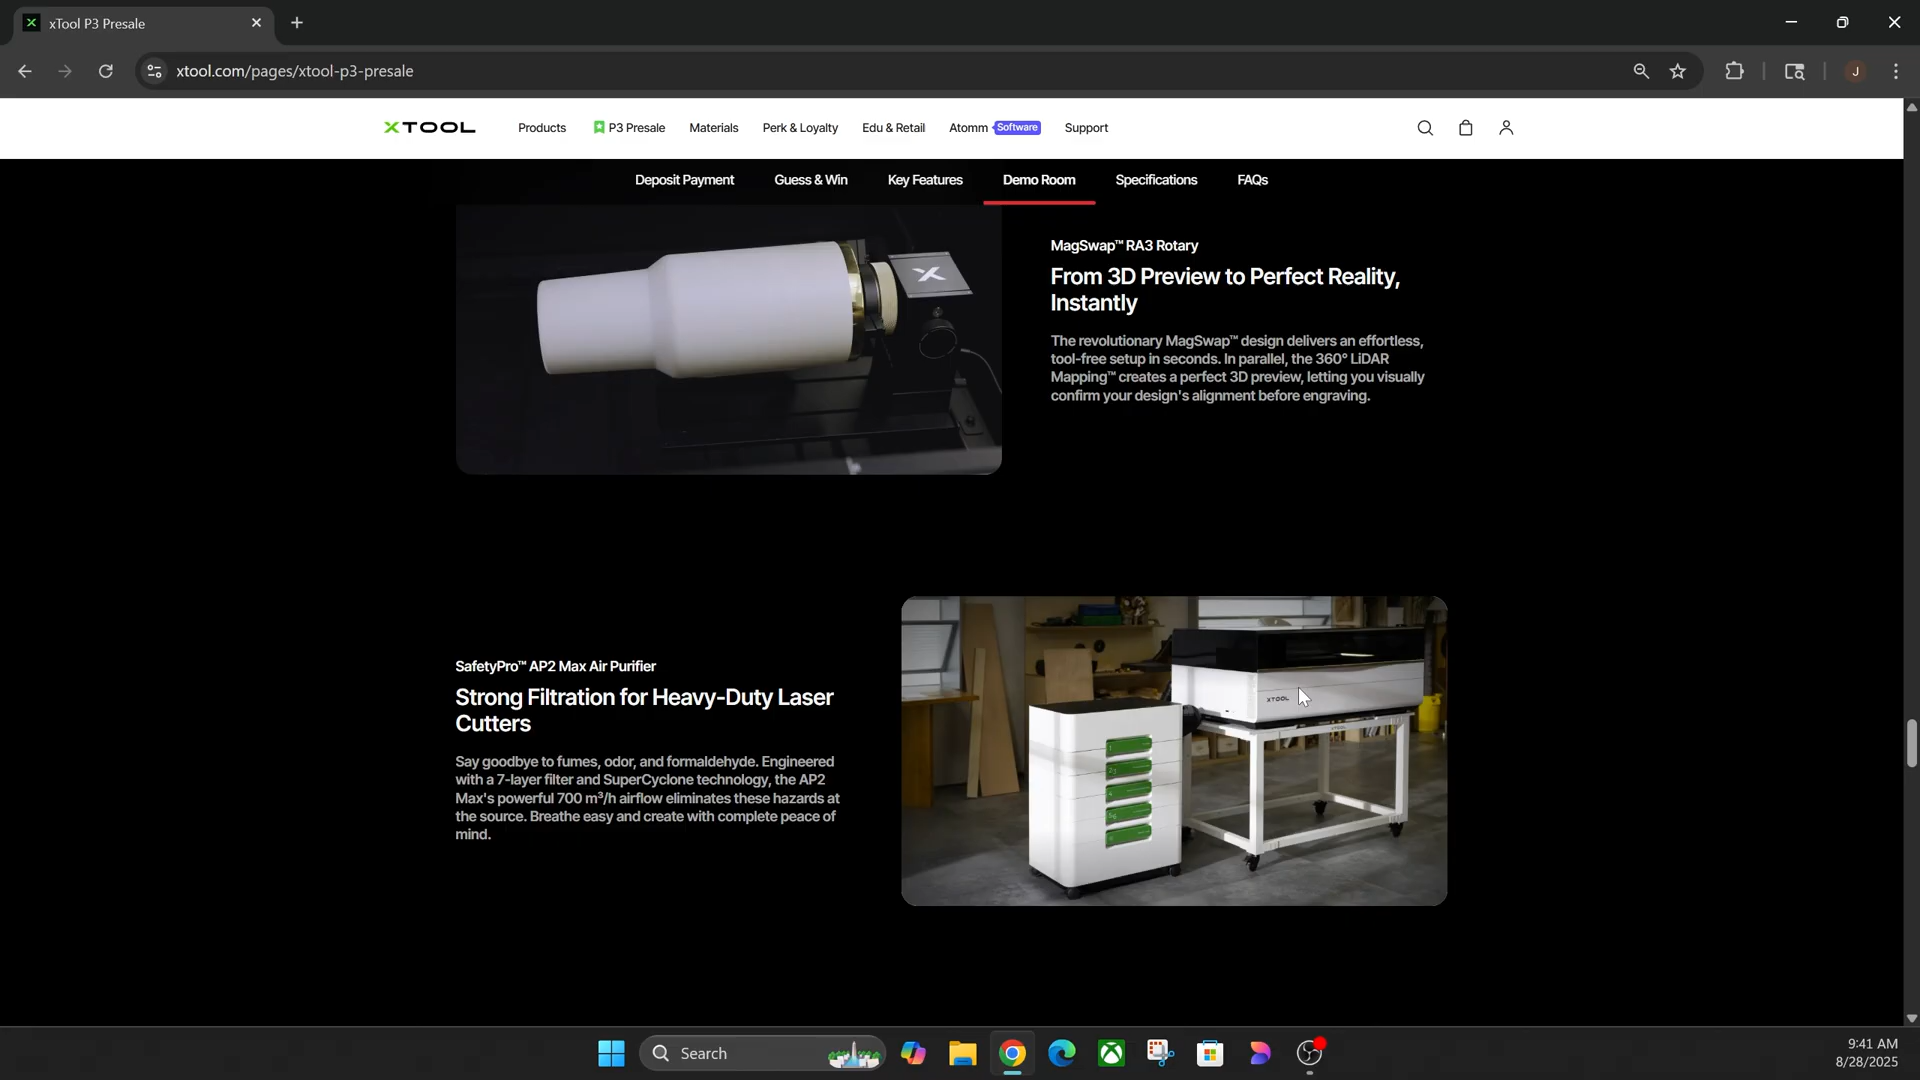 xTool P3 Presale
xtool.com/pages/xtool-p3-presale
J
XTOOL
Products
P3 Presale
Materials
Perk & Loyalty
Edu & Retail
Atomm Software
Support
Deposit Payment
Guess & Win
Key Features
Demo Room
Specifications
FAQs
MagSwap™ RA3 Rotary
From 3D Preview to Perfect Reality,
Instantly
The revolutionary MagSwap™ design delivers an effortless,
tool-free setup in seconds. In parallel, the 360° LiDAR
Mapping™ creates a perfect 3D preview, letting you visually
confirm your design's alignment before engraving.
SafetyPro™ AP2 Max Air Purifier
Strong Filtration for Heavy-Duty Laser
Cutters
Say goodbye to fumes, odor, and formaldehyde. Engineered
with a 7-layer filter and SuperCyclone technology, the AP2
Max's powerful 700 m³/h airflow eliminates these hazards at
the source. Breathe easy and create with complete peace of
mind.
XTOOL
Search
9:41 AM
8/28/2025